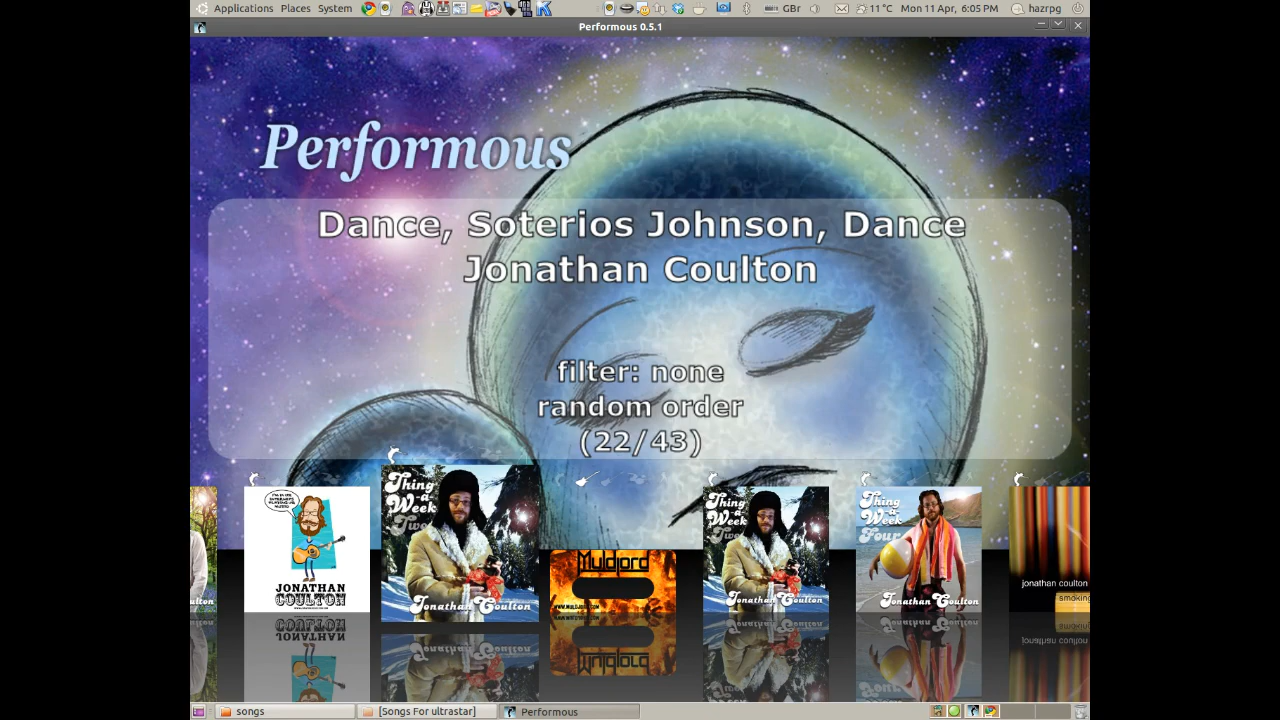 Applications Places System
GBr
11 °C Mon 11 Apr, 6:05 PM hazrpg
Performous 0.5.1
Performous
Dance, Soterios Johnson, Dance
Jonathan Coulton
filter: none
random order
(22/43)
JONATHAN
COULTON
Thing
-a-
Week
Two
Jonathan Coulton
Muldjord
Thing
-a-
Week
Two
Jonathan Coulton
Thing
-a-
Week
Four
Jonathan Coulton
jonathan coulton
smoking
songs
[Songs For ultrastar]
Performous